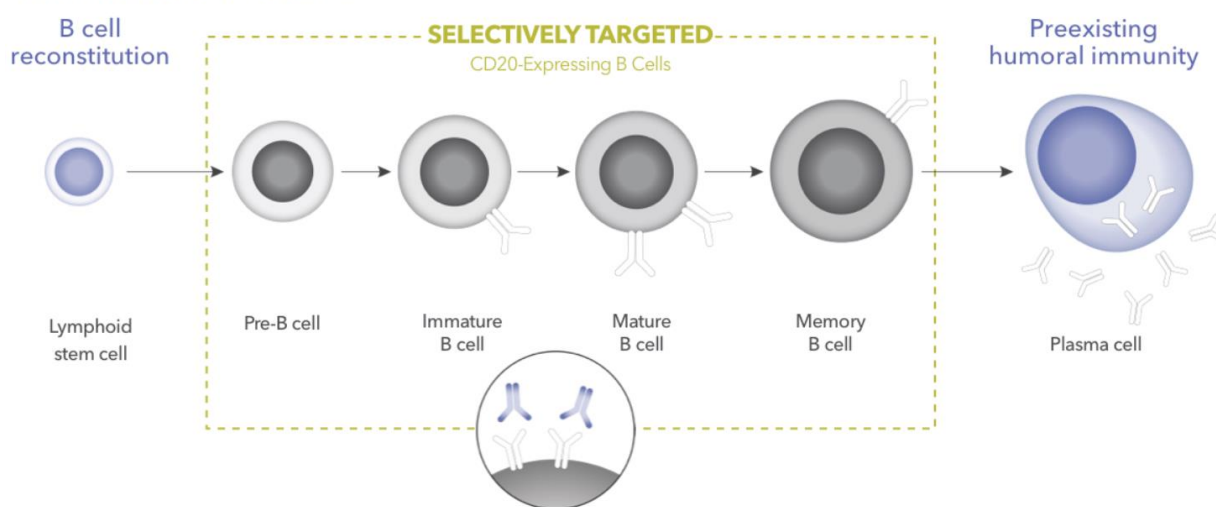 B cell
reconstitution
SELECTIVELY TARGETED
CD20-Expressing B Cells
Preexisting
humoral immunity
Lymphoid
stem cell
Pre-B cell
Immature
B cell
Mature
B cell
Memory
B cell
Plasma cell